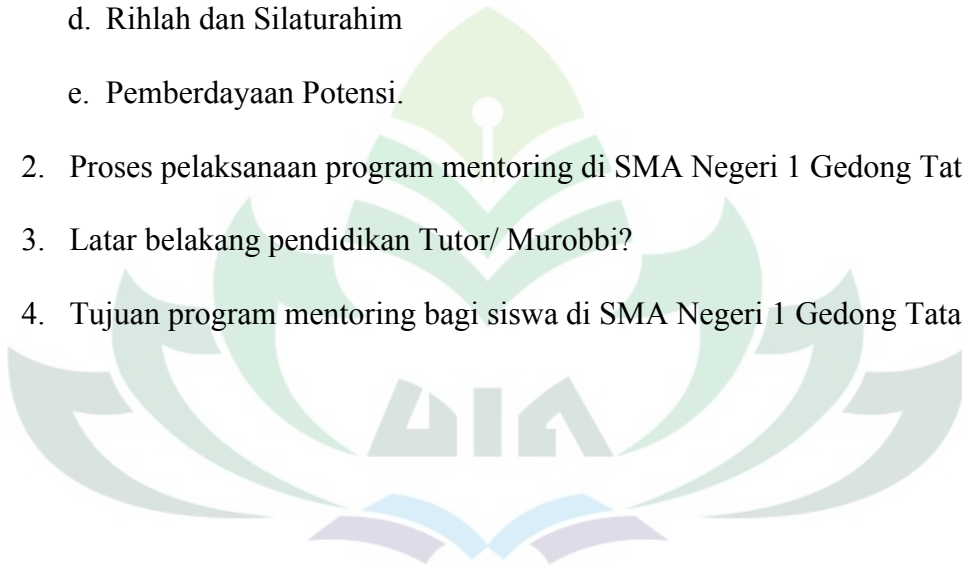 d. Rihlah dan Silaturahim
e. Pemberdayaan Potensi.
2. Proses pelaksanaan program mentoring di SMA Negeri 1 Gedong Tat
3. Latar belakang pendidikan Tutor/ Murobbi?
4. Tujuan program mentoring bagi siswa di SMA Negeri 1 Gedong Tata
UIN